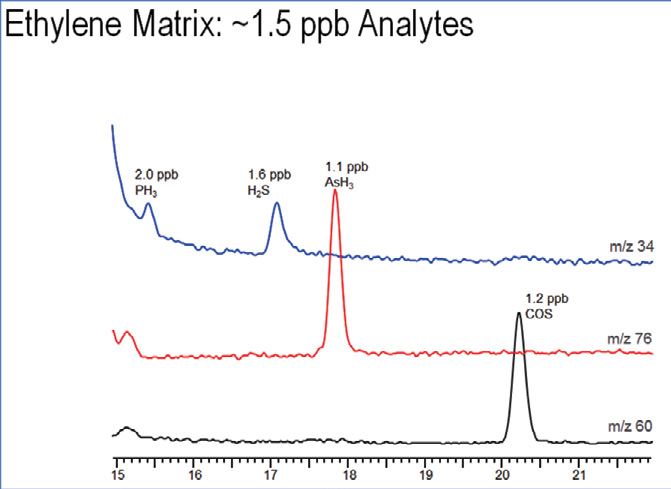 Ethylene Matrix: ~1.5 ppb Analytes
2.0 ppb
PH₃
1.6 ppb
H₂S
1.1 ppb
AsH₃
m/z 34
1.2 ppb
COS
m/z 76
m/z 60
15 16 17 18 19 20 21